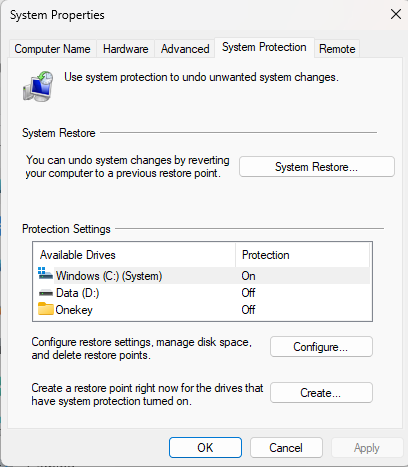 System Properties
Computer Name Hardware Advanced System Protection Remote
Use system protection to undo unwanted system changes.
System Restore
You can undo system changes by reverting
your computer to a previous restore point.
System Restore...
Protection Settings
Available Drives Protection
Windows (C:) (System) On
Data (D:) Off
Onekey Off
Configure restore settings, manage disk space,
and delete restore points.
Configure...
Create a restore point right now for the drives that
have system protection turned on.
Create...
OK Cancel Apply